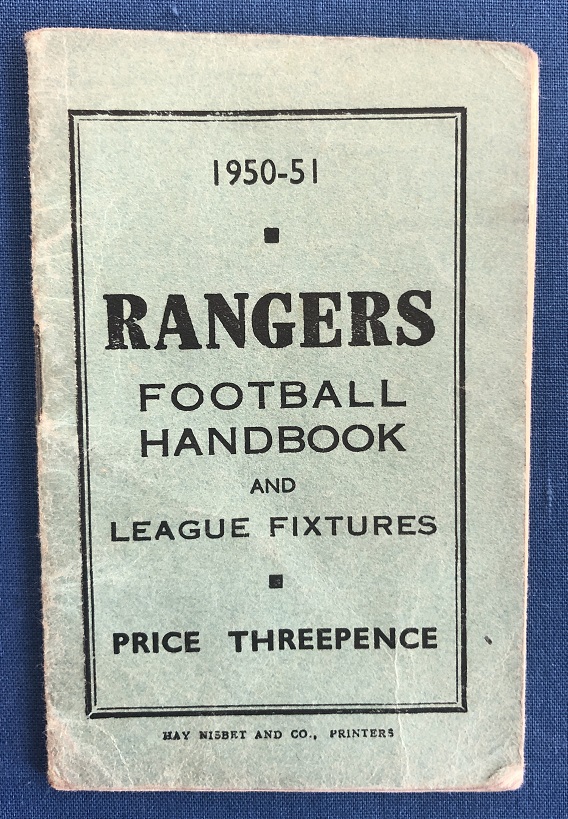 1950-51
RANGERS
FOOTBALL
HANDBOOK
AND
LEAGUE FIXTURES
PRICE THREEPENCE
HAY NISBET AND CO., PRINTERS